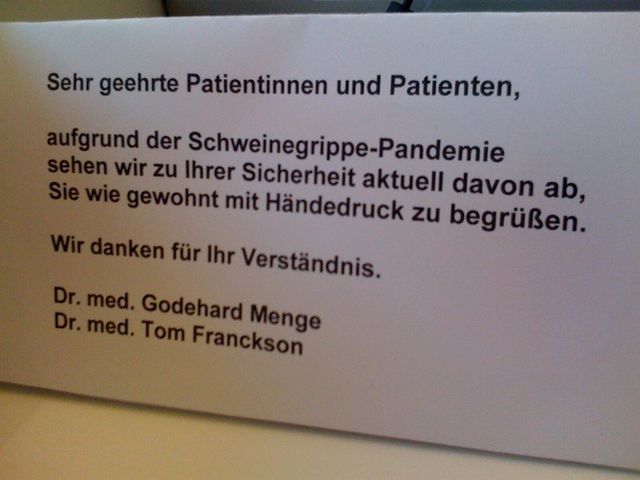 Sehr geehrte Patientinnen und Patienten,
aufgrund der Schweinegrippe-Pandemie
sehen wir zu Ihrer Sicherheit aktuell davon ab,
Sie wie gewohnt mit Händedruck zu begrüßen.
Wir danken für Ihr Verständnis.
Dr. med. Godehard Menge
Dr. med. Tom Franckson